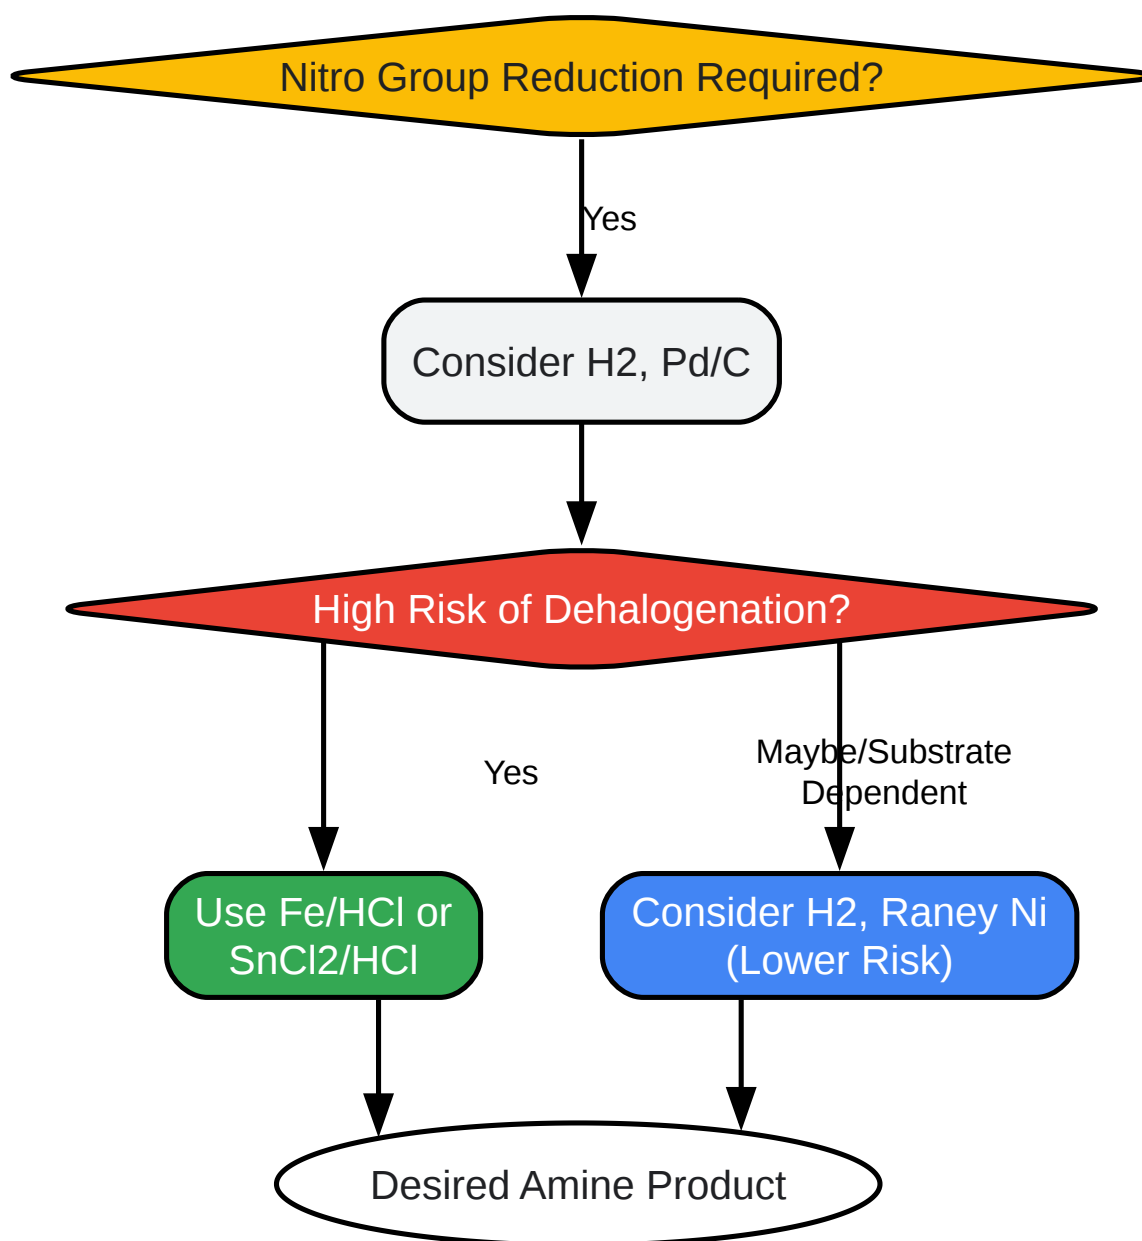 Nitro Group Reduction Required?
Yes
Consider H2, Pd/C
High Risk of Dehalogenation?
Yes
Maybe/Substrate
Dependent
Use Fe/HCl or
SnCl2/HCl
Consider H2, Raney Ni
(Lower Risk)
Desired Amine Product